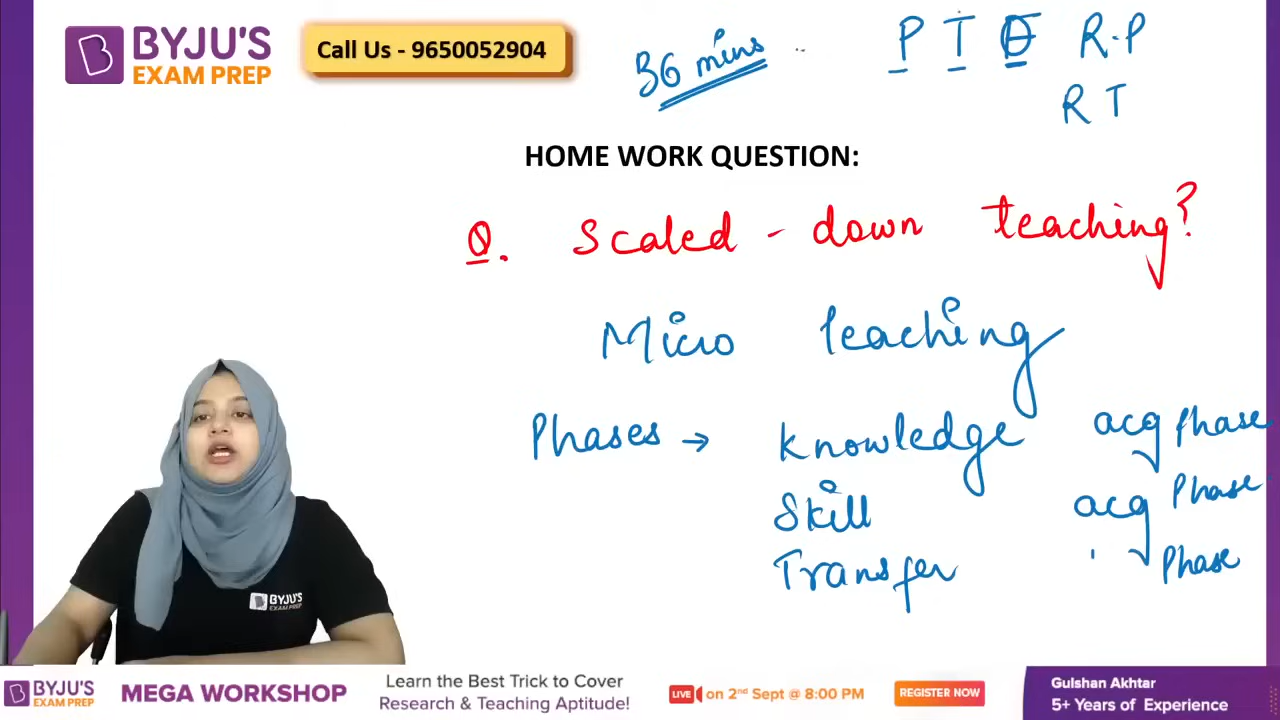 BYJU'S
EXAM PREP
Call Us - 9650052904
36 mins
P T F R.P
R T
HOME WORK QUESTION:
Q. Scaled - down teaching?
Micro teaching
Phases → Knowledge acq Phase
Skill acq Phase
Transfer Phase
BYJU'S
EXAM PREP
BYJU'S
EXAM PREP
MEGA WORKSHOP
Learn the Best Trick to Cover
Research & Teaching Aptitude!
LIVE on 2nd Sept @ 8:00 PM
REGISTER NOW
Gulshan Akhtar
5+ Years of Experience